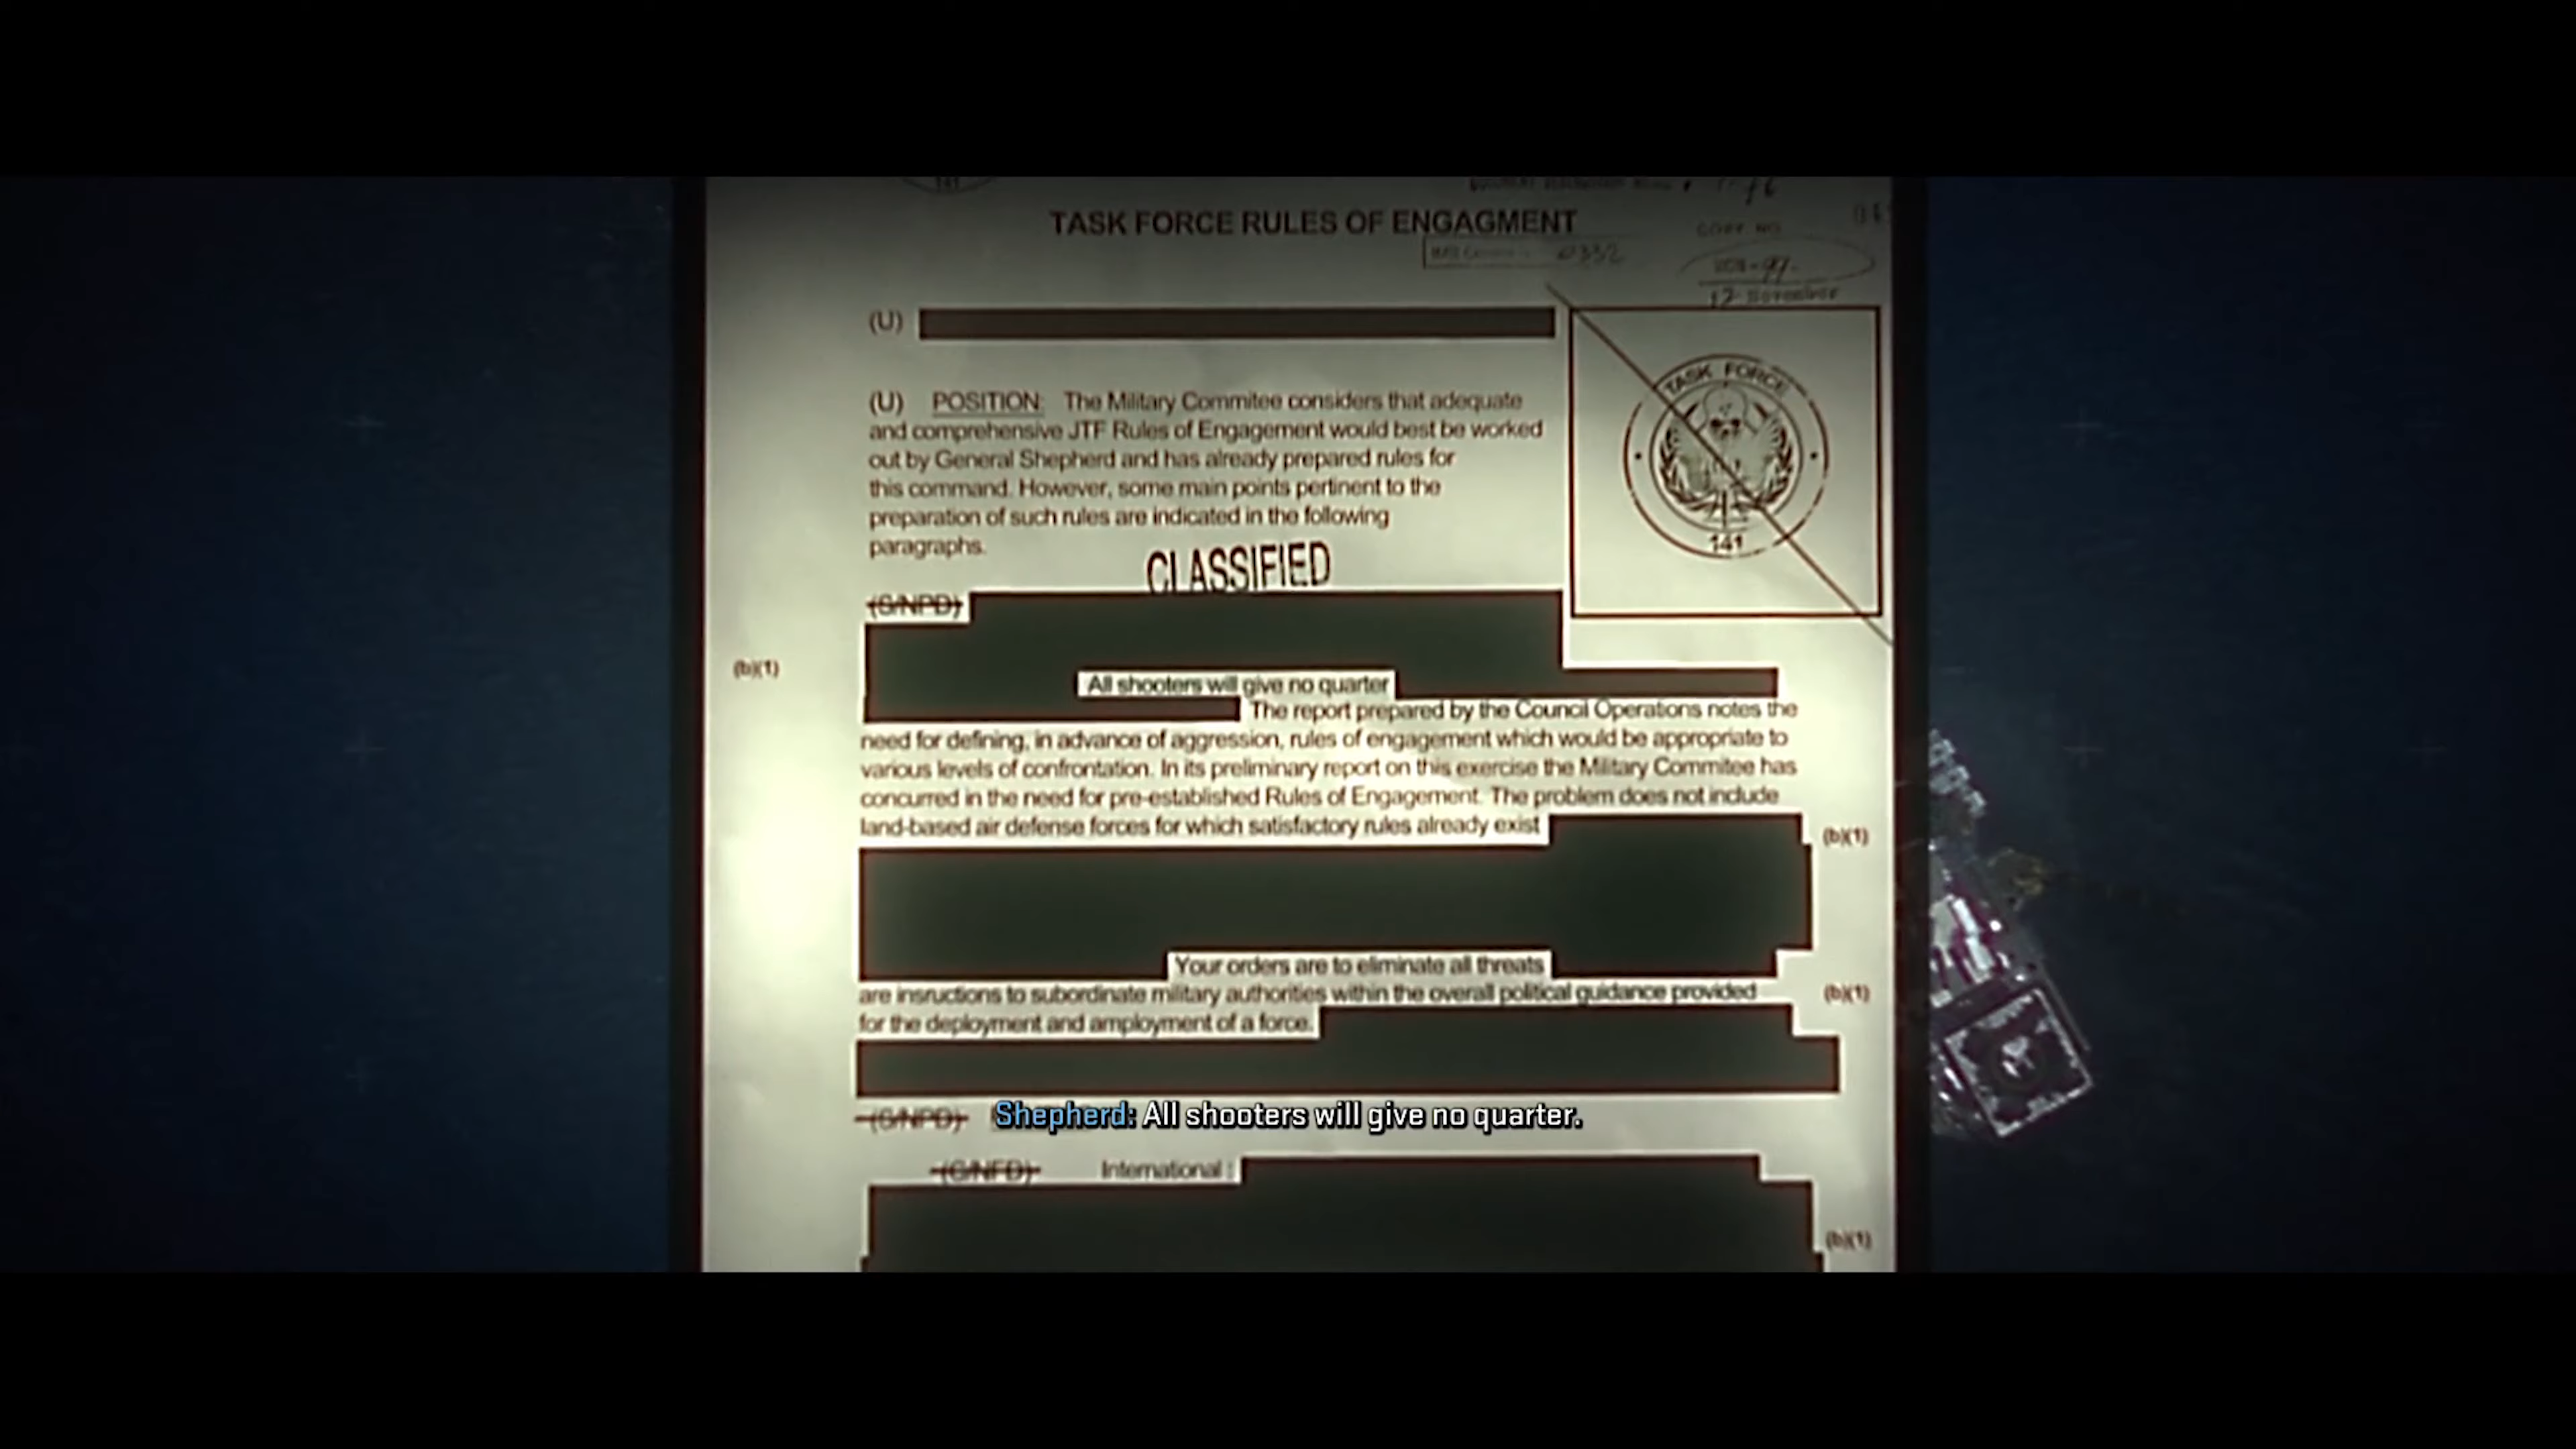 TASK FORCE RULES OF ENGAGMENT
COPY NO
0332
(U)
(U) POSITION: The Military Commitee considers that adequate
and comprehensive JTF Rules of Engagement would best be worked
out by General Shepherd and has already prepared rules for
this command. However, some main points pertinent to the
preparation of such rules are indicated in the following
paragraphs.
TASK FORCE
141
CLASSIFIED
(S/NPD)
(b)(1)
All shooters will give no quarter
The report prepared by the Council Operations notes the
need for defining, in advance of aggression, rules of engagement which would be appropriate to
various levels of confrontation. In its preliminary report on this exercise the Military Commitee has
concurred in the need for pre-established Rules of Engagement. The problem does not include
land-based air defense forces for which satisfactory rules already exist
(b)(1)
Your orders are to eliminate all threats
are insructions to subordinate military authorities within the overall political guidance provided
(b)(1)
for the deployment and amployment of a force.
(S/NPD)
Shepherd: All shooters will give no quarter.
(S/NFD) International :
(b)(1)